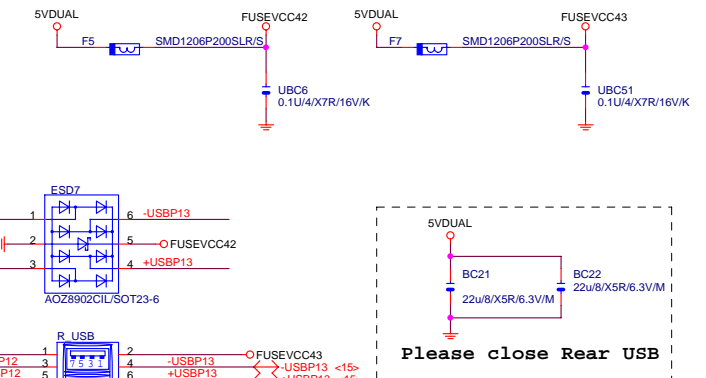 5VDUAL FUSEVCC42 5VDUAL FUSEVCC43
F5 SMD1206P200SLR/S F7 SMD1206P200SLR/S
UBC6 UBC51
0.1U/4/X7R/16V/K 0.1U/4/X7R/16V/K
ESD7
1 6 -USBP13
2 5 FUSEVCC42
3 4 +USBP13
AOZ8902CIL/SOT23-6
5VDUAL
BC21 BC22
22u/8/X5R/6.3V/M 22u/8/X5R/6.3V/M
Please close Rear USB
R_USB
1 2 FUSEVCC43
P12 3 7 5 3 1 4 -USBP13 -USBP13 <15>
P12 5 6 +USBP13 +USBP13 <15